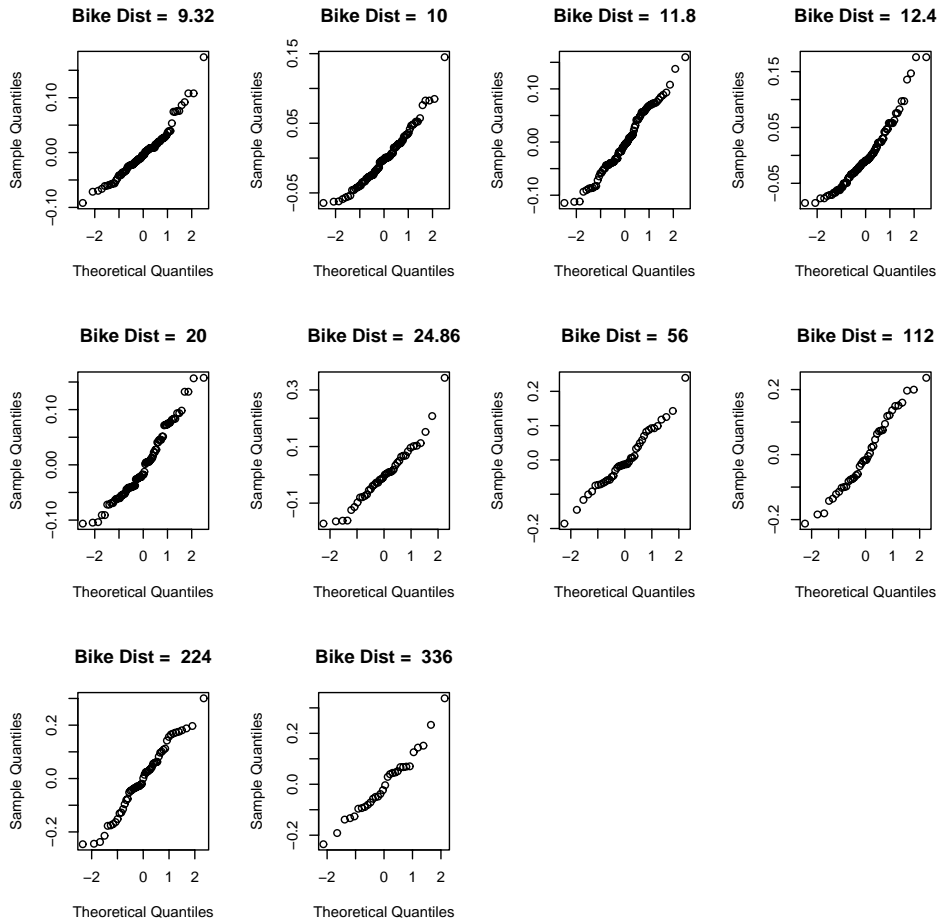 Bike Dist = 9.32
Bike Dist = 10
Bike Dist = 11.8
Bike Dist = 12.4
Sample Quantiles
−0.10 0.00 0.10
Sample Quantiles
−0.05 0.05 0.15
Sample Quantiles
−0.10 0.00 0.10
Sample Quantiles
−0.05 0.05 0.15
−2 0 1 2
−2 0 1 2
−2 0 1 2
−2 0 1 2
Theoretical Quantiles
Theoretical Quantiles
Theoretical Quantiles
Theoretical Quantiles
Bike Dist = 20
Bike Dist = 24.86
Bike Dist = 56
Bike Dist = 112
Sample Quantiles
−0.10 0.00 0.10
Sample Quantiles
−0.1 0.1 0.3
Sample Quantiles
−0.2 0.0 0.2
Sample Quantiles
−0.2 0.0 0.2
−2 0 1 2
−2 0 1 2
−2 0 1 2
−2 0 1 2
Theoretical Quantiles
Theoretical Quantiles
Theoretical Quantiles
Theoretical Quantiles
Bike Dist = 224
Bike Dist = 336
Sample Quantiles
−0.2 0.0 0.2
Sample Quantiles
−0.2 0.0 0.2
−2 0 1 2
−2 0 1 2
Theoretical Quantiles
Theoretical Quantiles